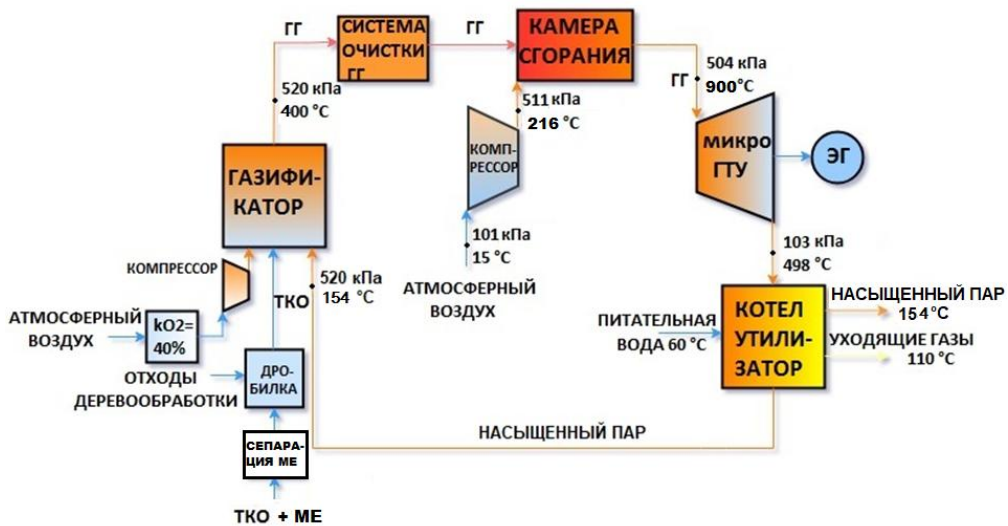 ГГ
СИСТЕМА
ОЧИСТКИ
ГГ
ГГ
КАМЕРА
СГОРАНИЯ
504 кПа
900 °С
ГГ
520 кПа
400 °С
511 кПа
216 °С
КОМП-
РЕССОР
микро
ГТУ
ЭГ
ГАЗИФИ-
КАТОР
101 кПа
15 °С
АТМОСФЕРНЫЙ
ВОЗДУХ
103 кПа
498 °С
КОМПРЕССОР
ТКО
520 кПа
154 °С
АТМОСФЕРНЫЙ
ВОЗДУХ
kO2=
40%
ПИТАТЕЛЬНАЯ
ВОДА 60 °С
КОТЕЛ
УТИЛИ-
ЗАТОР
НАСЫЩЕННЫЙ ПАР
154 °С
УХОДЯЩИЕ ГАЗЫ
110 °С
ОТХОДЫ
ДЕРЕВООБРАБОТКИ
ДРО-
БИЛКА
НАСЫЩЕННЫЙ ПАР
СЕПАРА-
ЦИЯ МЕ
ТКО + МЕ